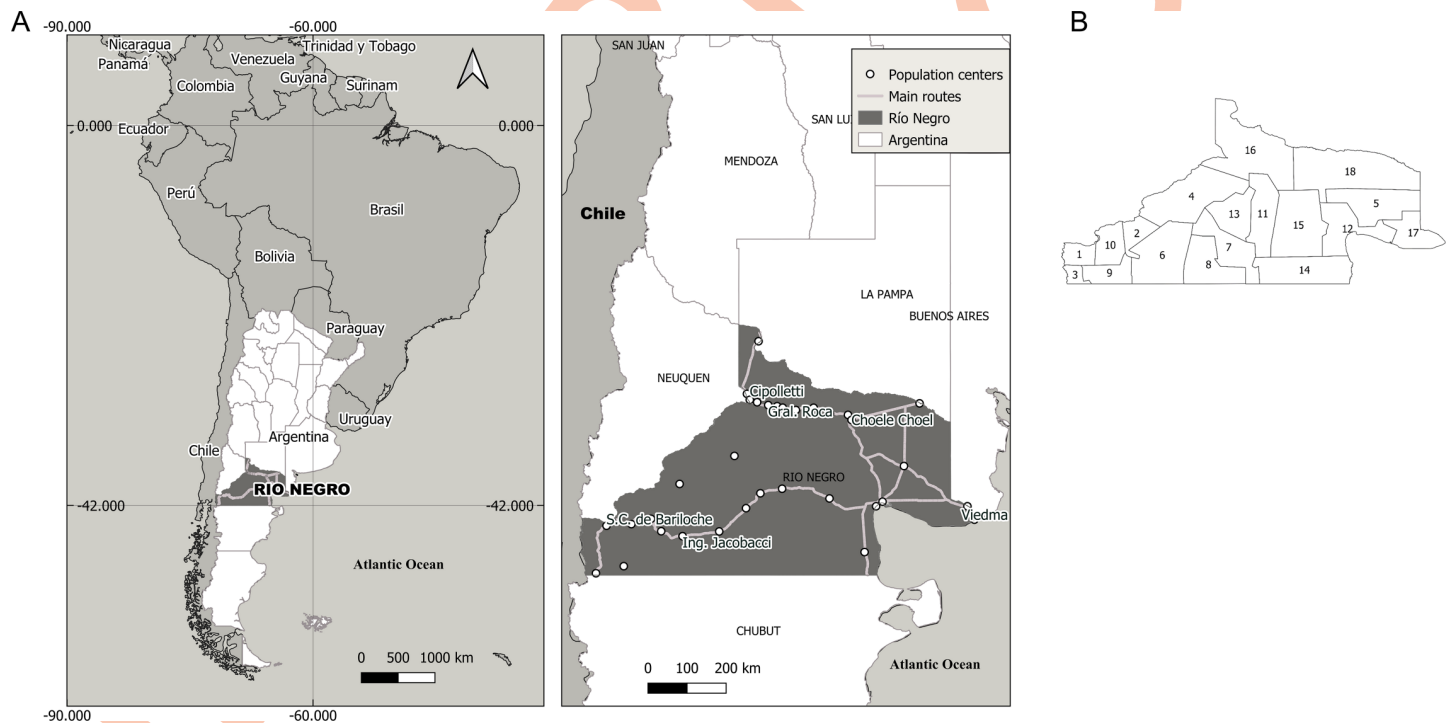 A
B
-90.000
-60.000
Nicaragua
Trinidad y Tobago
Panamá
Venezuela
Guyana
Colombia
Surinam
0.000
0.000
Ecuador
Perú
Brasil
Bolivia
Paraguay
Uruguay
Argentina
Chile
RIO NEGRO
-42.000
-42.000
Atlantic Ocean
0 500 1000 km
-90.000
-60.000
SAN JUAN
Population centers
Main routes
Río Negro
Argentina
SAN LU
MENDOZA
Chile
LA PAMPA
BUENOS AIRES
NEUQUEN
Cipolletti
Gral. Roca
Choele Choel
RIO NEGRO
S.C. de Bariloche
Ing. Jacobacci
Viedma
CHUBUT
0 100 200 km
Atlantic Ocean
16
18
4
5
13
11
15
12
17
2
10
1
7
6
8
9
3
14